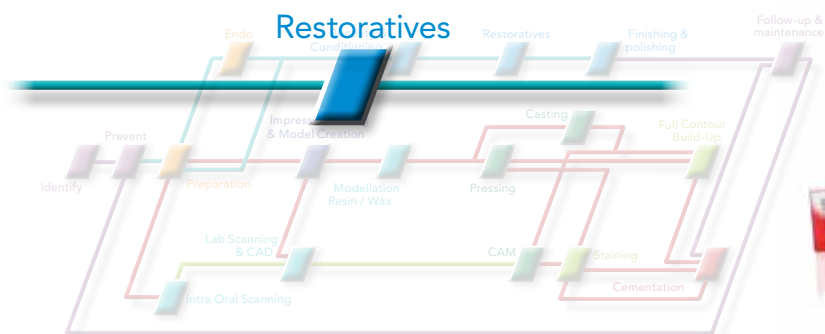 Restoratives
Follow-up &
maintenance
Endo
Conditioning
Restoratives
Finishing &
polishing
Casting
Full Contour
Build-Up
Impress
& Model Creation
Prevent
Identify
Preparation
Modellation
Resin / Wax
Pressing
Lab Scanning
& CAD
CAM
Staining
Cementation
Intra Oral Scanning